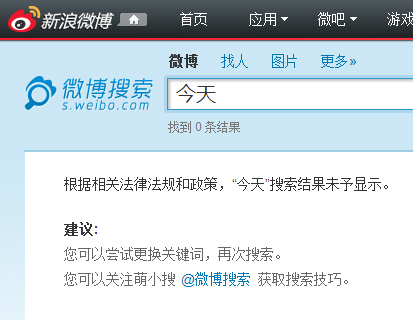 新浪微博 首页 应用 微吧 游戏
微博 找人 图片 更多»
微博搜索
s.weibo.com
今天
找到 0 条结果
根据相关法律法规和政策，“今天”搜索结果未予显示。
建议:
您可以尝试更换关键词，再次搜索。
您可以关注萌小搜 @微博搜索 获取搜索技巧。